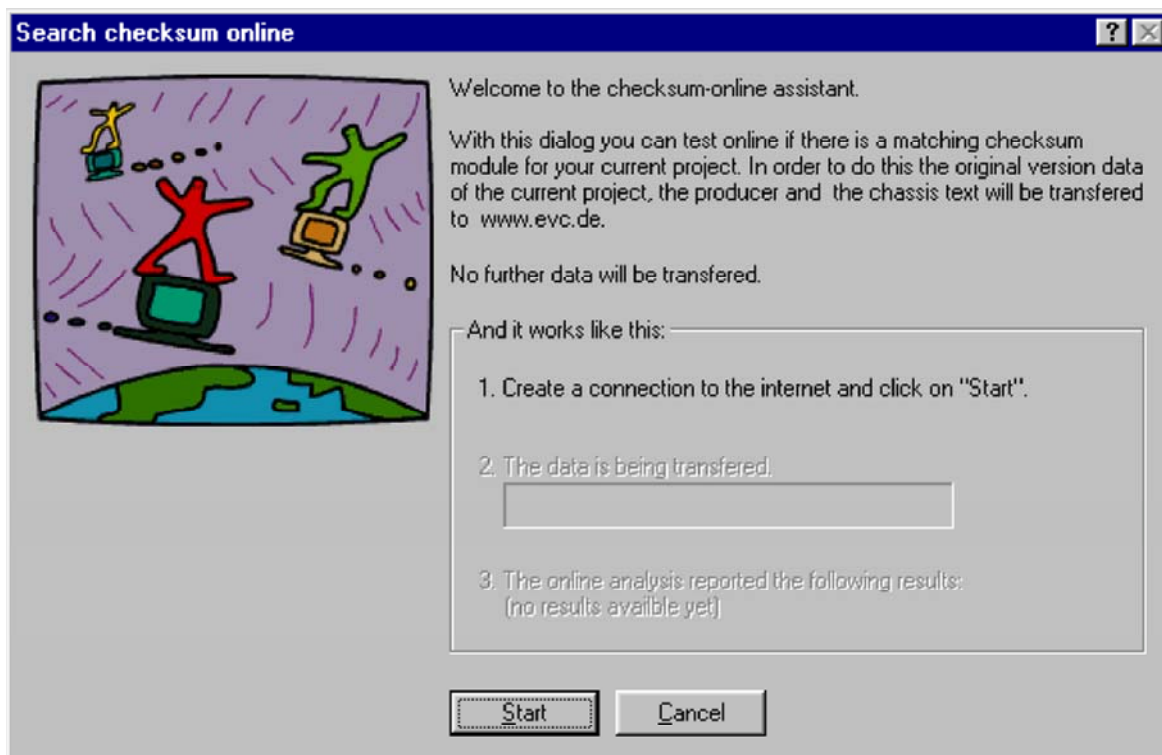 Search checksum online
Welcome to the checksum-online assistant.
With this dialog you can test online if there is a matching checksum
module for your current project. In order to do this the original version data
of the current project, the producer and the chassis text will be transfered
to www.evc.de.
No further data will be transfered.
And it works like this:
1. Create a connection to the internet and click on "Start".
2. The data is being transfered.
3. The online analysis reported the following results:
(no results availble yet)
Start
Cancel